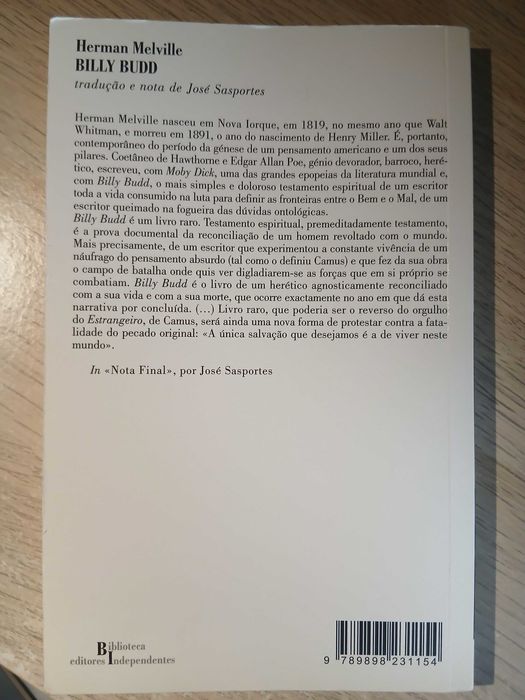 Herman Melville
BILLY BUDD
tradução e nota de José Sasportes
Herman Melville nasceu em Nova Iorque, em 1819, no mesmo ano que Walt
Whitman, e morreu em 1891, o ano do nascimento de Henry Miller. É, portanto,
contemporâneo do período da génese de um pensamento americano e um dos seus
pilares. Coetâneo de Hawthorne e Edgar Allan Poe, génio devorador, barroco, heré-
tico, escreveu, com Moby Dick, uma das grandes epopeias da literatura mundial e,
com Billy Budd, o mais simples e doloroso testamento espiritual de um escritor
toda a vida consumido na luta para definir as fronteiras entre o Bem e o Mal, de um
escritor queimado na fogueira das dúvidas ontológicas.
Billy Budd é um livro raro. Testamento espiritual, premeditadamente testamento,
é a prova documental da reconciliação de um homem revoltado com o mundo.
Mais precisamente, de um escritor que experimentou a constante vivência de um
náufrago do pensamento absurdo (tal como o definiu Camus) e que fez da sua obra
o campo de batalha onde quis ver digladiarem-se as forças que em si próprio se
combatiam. Billy Budd é o livro de um herético agnosticamente reconciliado
com a sua vida e com a sua morte, que ocorre exactamente no ano em que dá esta
narrativa por concluída. (...) Livro raro, que poderia ser o reverso do orgulho
do Estrangeiro, de Camus, será ainda uma nova forma de protestar contra a fata-
lidade do pecado original: «A única salvação que desejamos é a de viver neste
mundo».
In «Nota Final», por José Sasportes
Biblioteca
editores Independentes
9 789898 231154